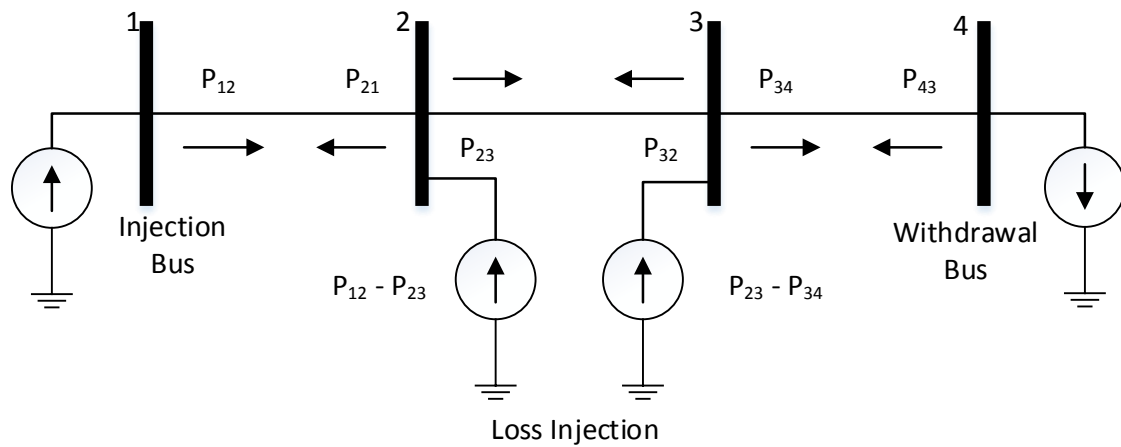 1
2
3
4
P12
P21
P34
P43
P23
P32
Injection
Bus
Withdrawal
Bus
P12 - P23
P23 - P34
Loss Injection